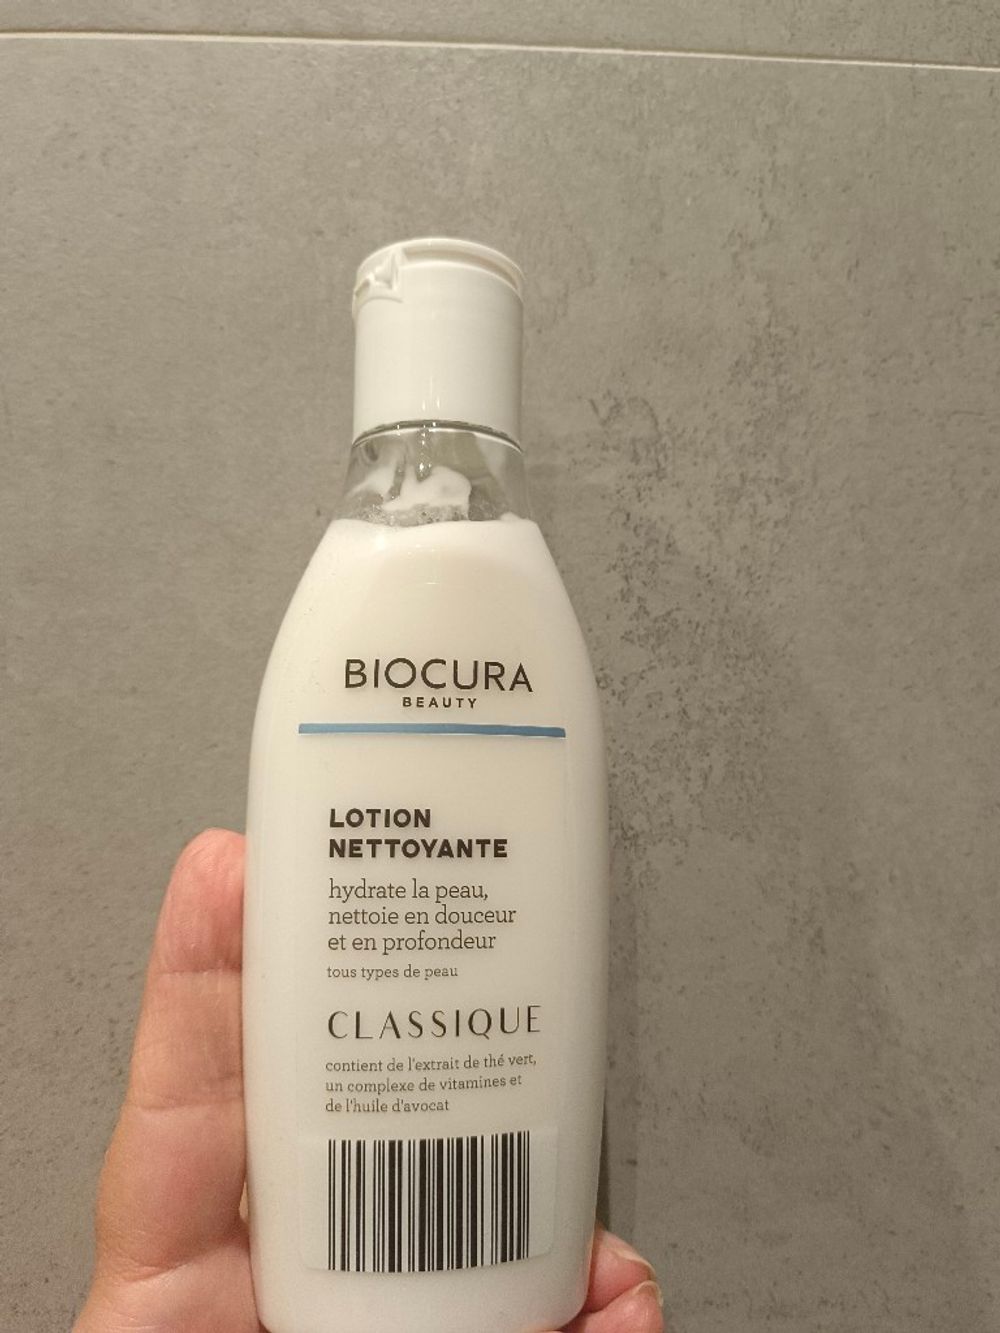 BIOCURA
BEAUTY
LOTION
NETTOYANTE
hydrate la peau,
nettoie en douceur
et en profondeur
tous types de peau
CLASSIQUE
contient de l'extrait de thé vert,
un complexe de vitamines et
de l'huile d'avocat